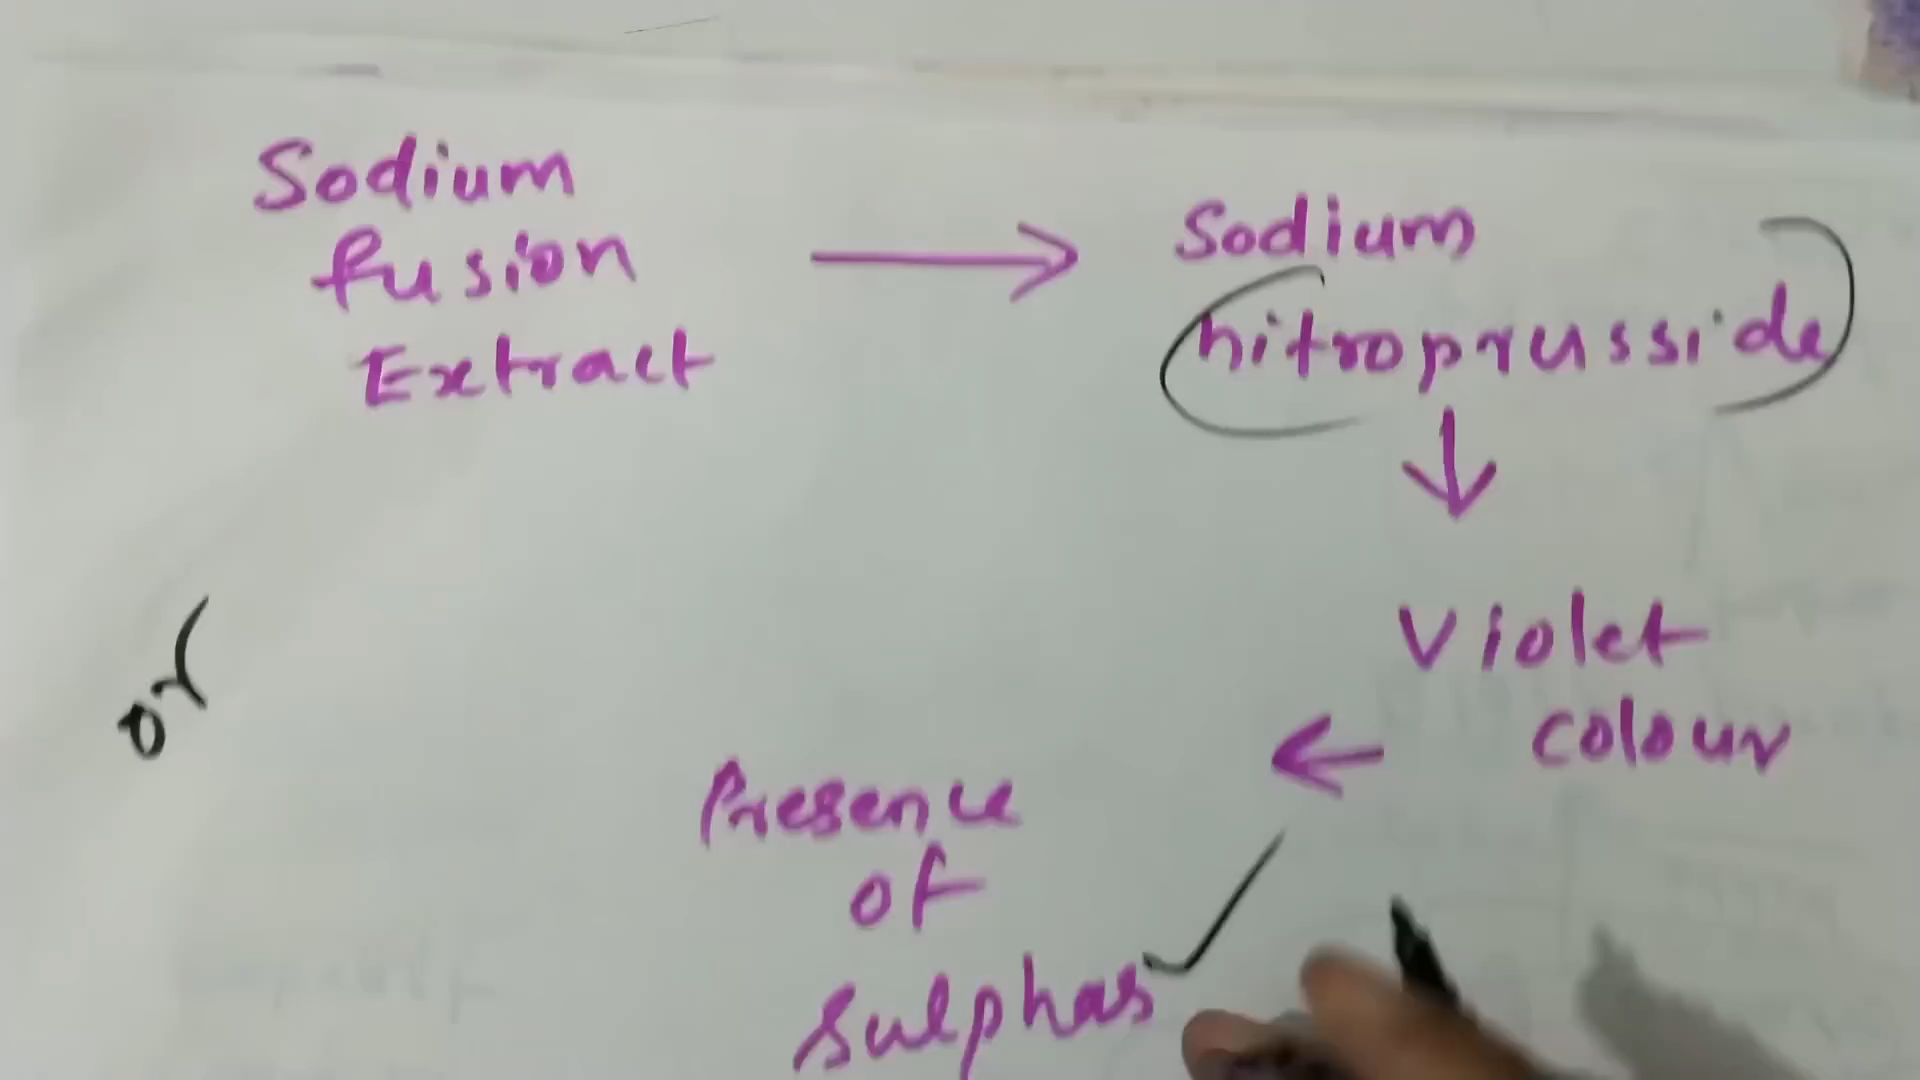 Sodium
fusion
Extract
Sodium
nitroprusside
Violet
colour
or
Presence
of
Sulphas